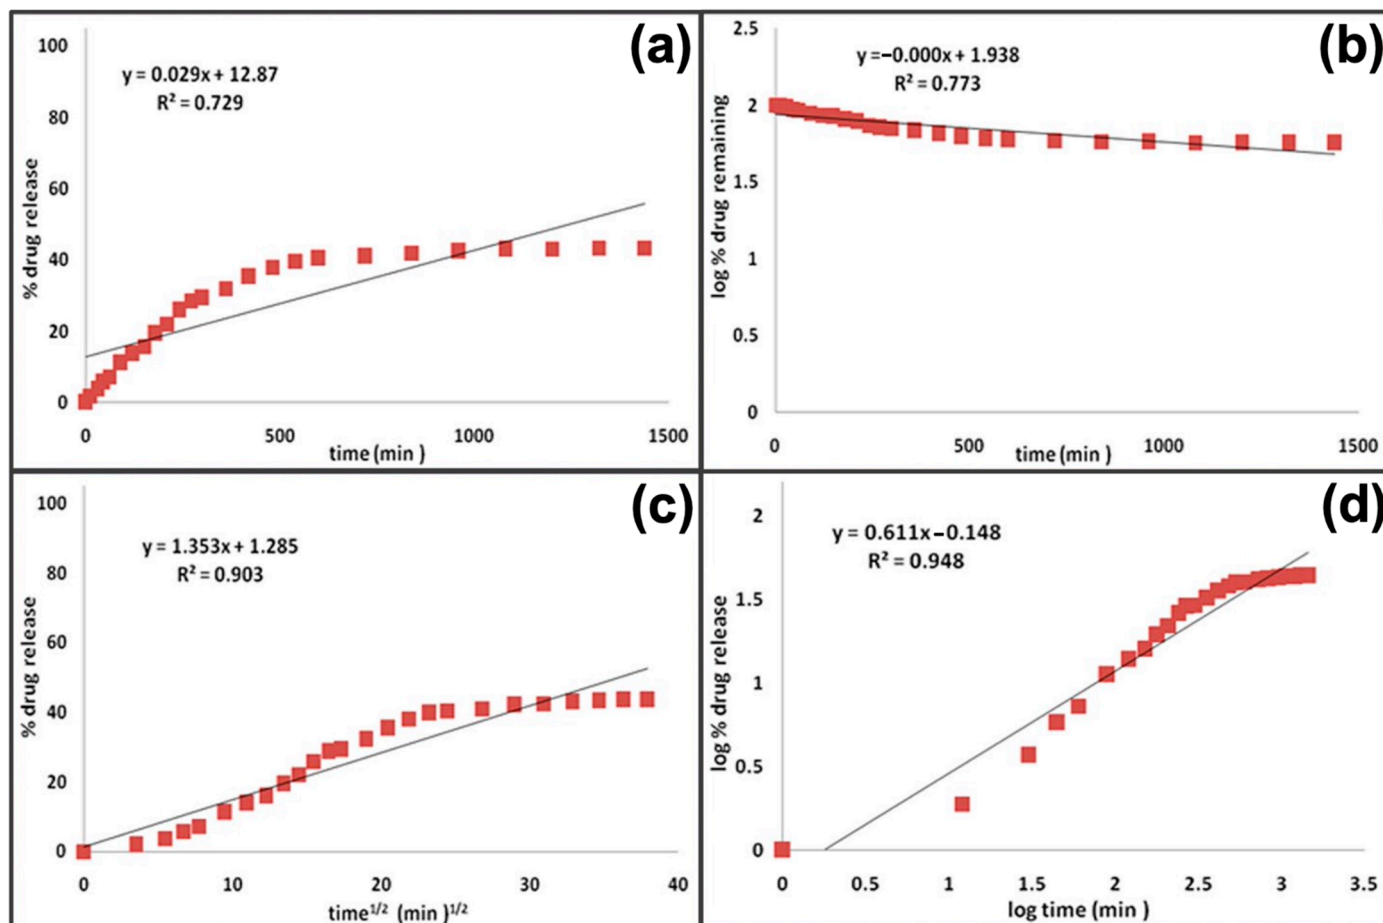 (a)
y = 0.029x + 12.87
R² = 0.729
% drug release
100
80
60
40
20
0
0 500 1000 1500
time (min )
(b)
y =−0.000x + 1.938
R² = 0.773
log % drug remaining
2.5
2
1.5
1
0.5
0
0 500 1000 1500
time (min )
(c)
y = 1.353x + 1.285
R² = 0.903
% drug release
100
80
60
40
20
0
0 10 20 30 40
time1/2 (min )1/2
(d)
y = 0.611x−0.148
R² = 0.948
log % drug release
2
1.5
1
0.5
0
0 0.5 1 1.5 2 2.5 3 3.5
log time (min )